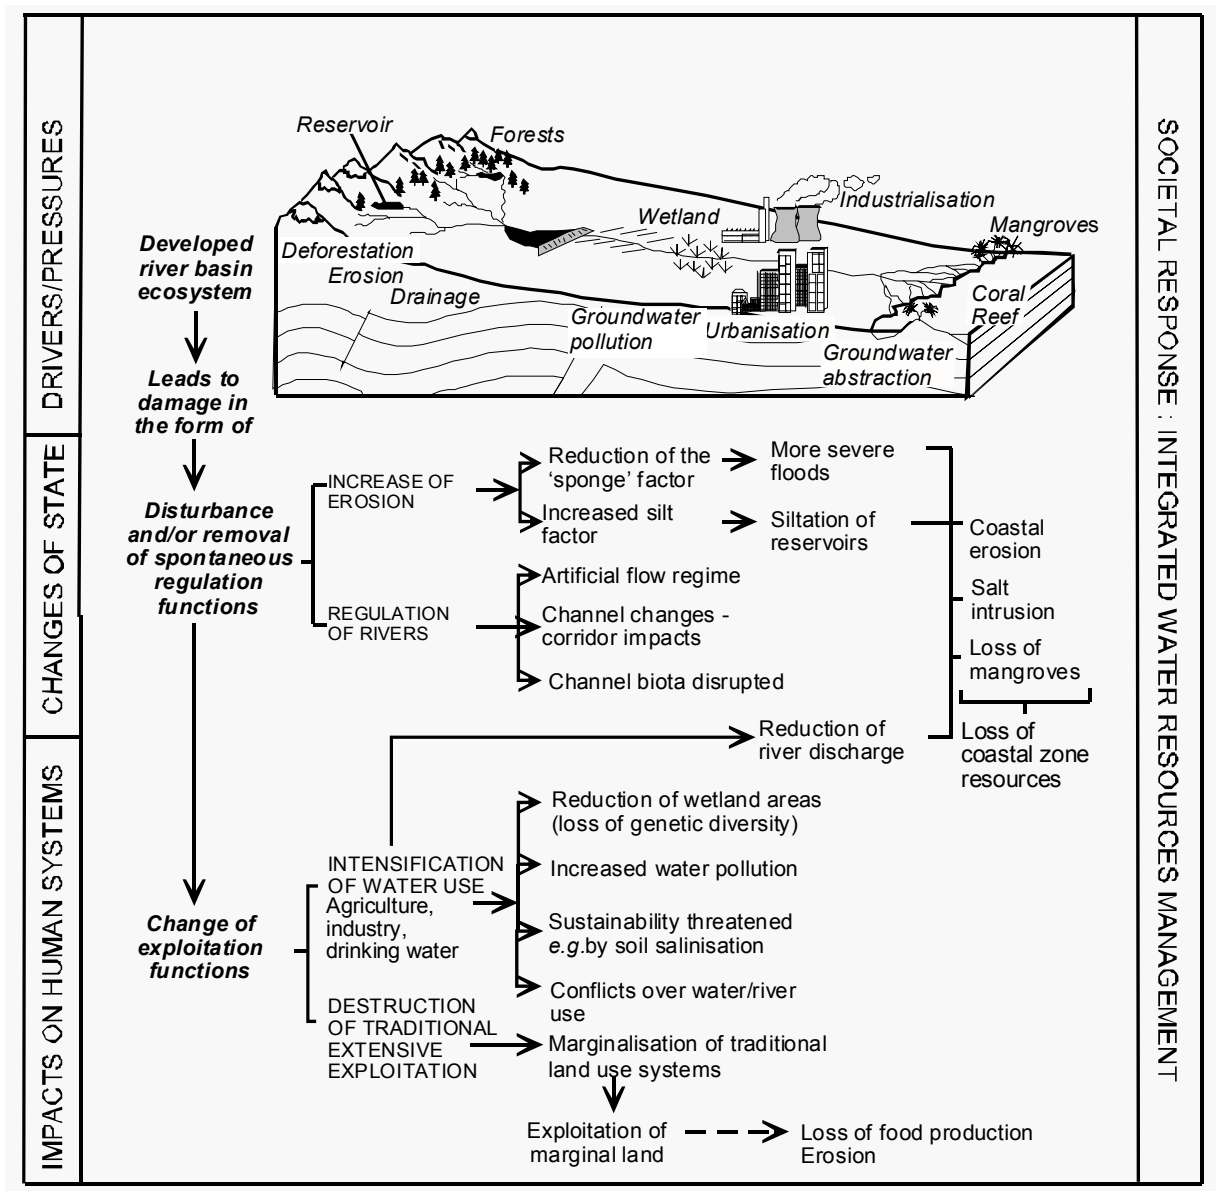 DRIVERS/PRESSURES
CHANGES OF STATE
IMPACTS ON HUMAN SYSTEMS
SOCIETAL RESPONSE : INTEGRATED WATER RESOURCES MANAGEMENT
Reservoir
Forests
Industrialisation
Wetland
Mangroves
Deforestation
Erosion
Drainage
Groundwater
pollution
Urbanisation
Groundwater
abstraction
Coral
Reef
Developed
river basin
ecosystem
Leads to
damage in
the form of
Disturbance
and/or removal
of spontaneous
regulation
functions
INCREASE OF
EROSION
Reduction of the
‘sponge’ factor
More severe
floods
Increased silt
factor
Siltation of
reservoirs
REGULATION
OF RIVERS
Artificial flow regime
Channel changes -
corridor impacts
Channel biota disrupted
Coastal
erosion
Salt
intrusion
Loss of
mangroves
Loss of
coastal zone
resources
Reduction of
river discharge
Change of
exploitation
functions
INTENSIFICATION
OF WATER USE
Agriculture,
industry,
drinking water
Reduction of wetland areas
(loss of genetic diversity)
Increased water pollution
Sustainability threatened
e.g.by soil salinisation
Conflicts over water/river
use
DESTRUCTION
OF TRADITIONAL
EXTENSIVE
EXPLOITATION
Marginalisation of traditional
land use systems
Exploitation of
marginal land
Loss of food production
Erosion